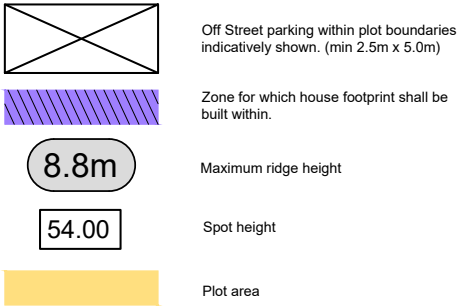 Off Street parking within plot boundaries
indicatively shown. (min 2.5m x 5.0m)
Zone for which house footprint shall be
built within.
8.8m
Maximum ridge height
54.00
Spot height
Plot area